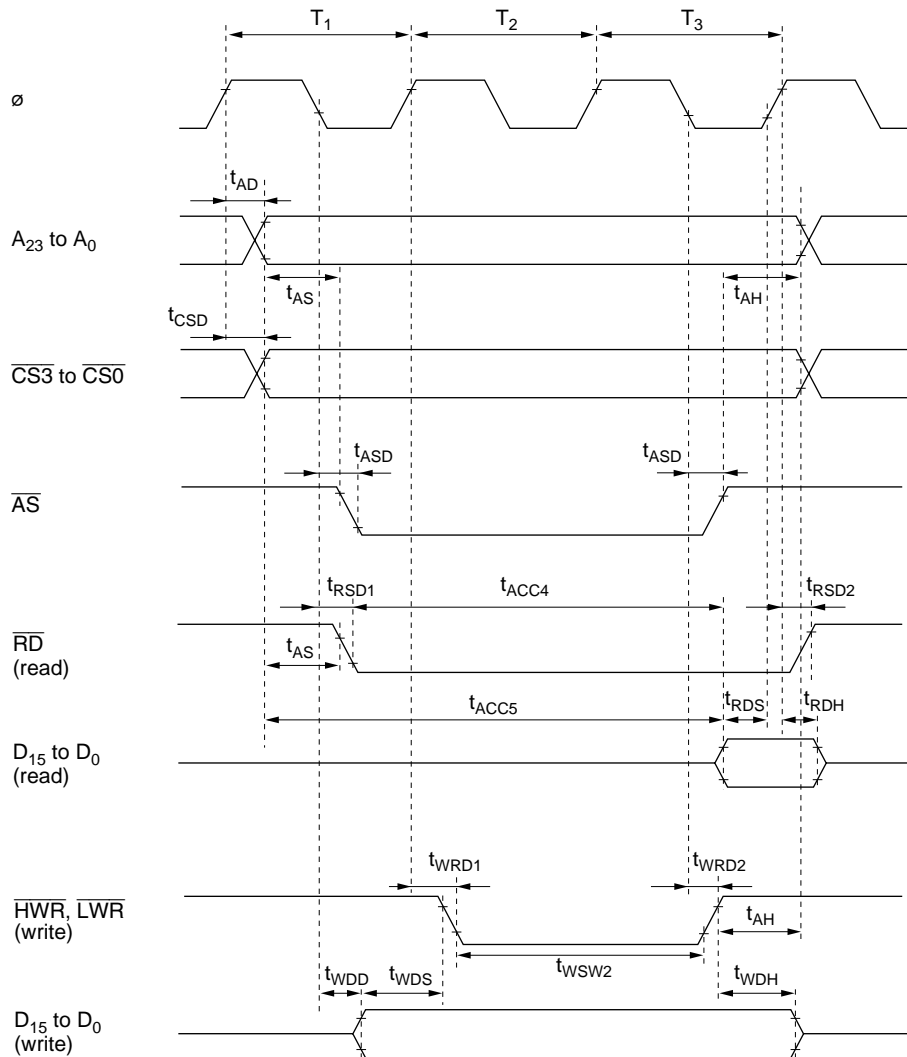 T1 T2 T3
ø
tAD
A23 to A0
tAS tAH
tCSD
CS3 to CS0
tASD tASD
AS
tRSD1 tACC4 tRSD2
RD
(read)
tAS
tACC5 tRDS tRDH
D15 to D0
(read)
tWRD1 tWRD2
HWR, LWR
(write)
tAH
tWSW2
tWDD tWDS tWDH
D15 to D0
(write)